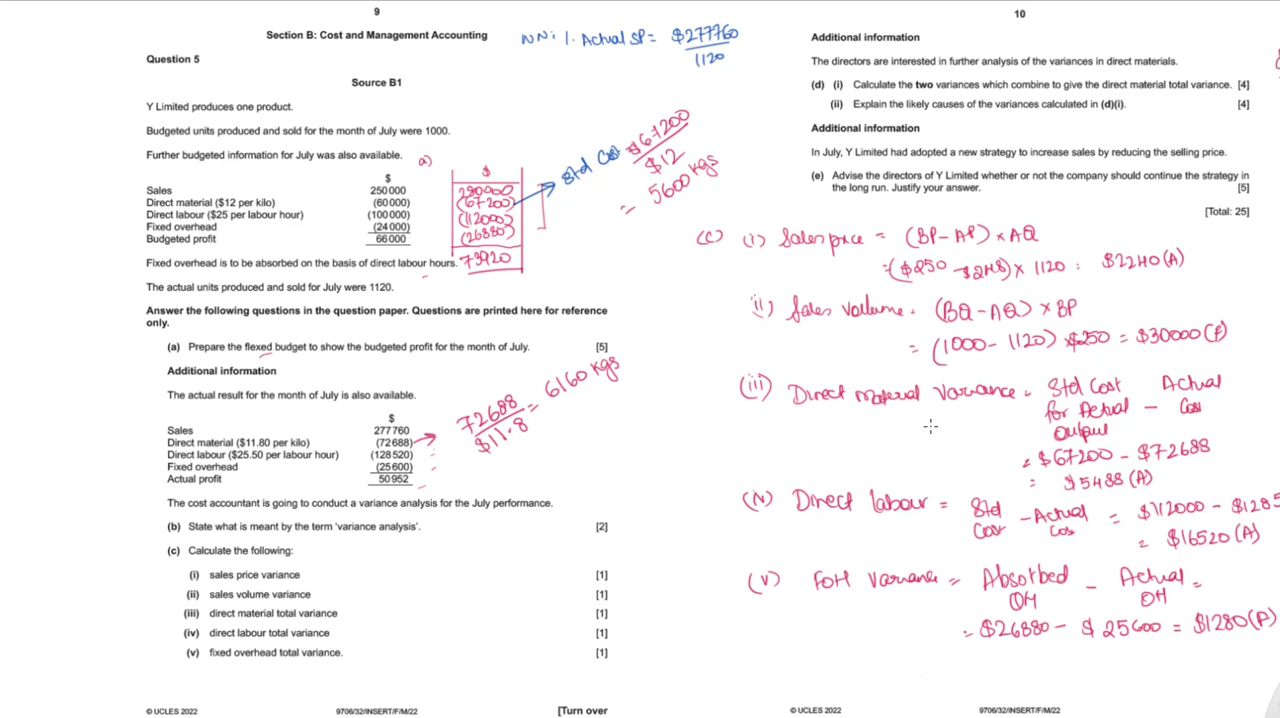 9
Section B: Cost and Management Accounting
WN: 1. Actual SP = $277760
1120
Question 5
Source B1
Y Limited produces one product.
Budgeted units produced and sold for the month of July were 1000.
Further budgeted information for July was also available.
a)
$
$
Sales 250 000 280000
Direct material ($12 per kilo) (60 000) (67200)
Direct labour ($25 per labour hour) (100 000) (112000)
Fixed overhead (24 000) (26880)
Budgeted profit 66 000
Fixed overhead is to be absorbed on the basis of direct labour hours. 73920
Std Cost $67200
$12
= 5600 kgs
The actual units produced and sold for July were 1120.
Answer the following questions in the question paper. Questions are printed here for reference
only.
(a) Prepare the flexed budget to show the budgeted profit for the month of July. [5]
Additional information
The actual result for the month of July is also available.
$
Sales 277 760
Direct material ($11.80 per kilo) (72 688)
Direct labour ($25.50 per labour hour) (128 520)
Fixed overhead (25 600)
Actual profit 50 952
72688
$11.8
= 6160 kgs
The cost accountant is going to conduct a variance analysis for the July performance.
(b) State what is meant by the term 'variance analysis'. [2]
(c) Calculate the following:
(i) sales price variance [1]
(ii) sales volume variance [1]
(iii) direct material total variance [1]
(iv) direct labour total variance [1]
(v) fixed overhead total variance. [1]
© UCLES 2022 9706/32/INSERT/F/M/22 [Turn over
10
Additional information
The directors are interested in further analysis of the variances in direct materials.
(d) (i) Calculate the two variances which combine to give the direct material total variance. [4]
(ii) Explain the likely causes of the variances calculated in (d)(i). [4]
Additional information
In July, Y Limited had adopted a new strategy to increase sales by reducing the selling price.
(e) Advise the directors of Y Limited whether or not the company should continue the strategy in
the long run. Justify your answer. [5]
[Total: 25]
(c) (i) Sales price = (BP - AP) × AQ
= ($250 - $248) × 1120 = $2240 (A)
(ii) Sales volume = (BQ - AQ) × BP
= (1000 - 1120) × $250 = $30000 (F)
(iii) Direct Material Variance = Std Cost for Actual Output - Actual Cos
= $67200 - $72688
= $5488 (A)
(iv) Direct labour = Std Cost - Actual Cos = $112000 - $1285
= $16520 (A)
(v) FOH Variance = Absorbed OH - Actual OH =
= $26880 - $25600 = $1280 (F)
© UCLES 2022 9706/32/INSERT/F/M/22